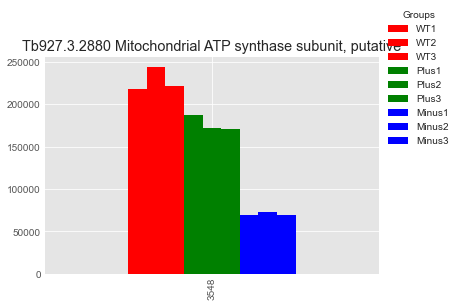 Groups
WT1
WT2
WT3
Plus1
Plus2
Plus3
Minus1
Minus2
Minus3
Tb927.3.2880 Mitochondrial ATP synthase subunit, putative
250000
200000
150000
100000
50000
0
3548